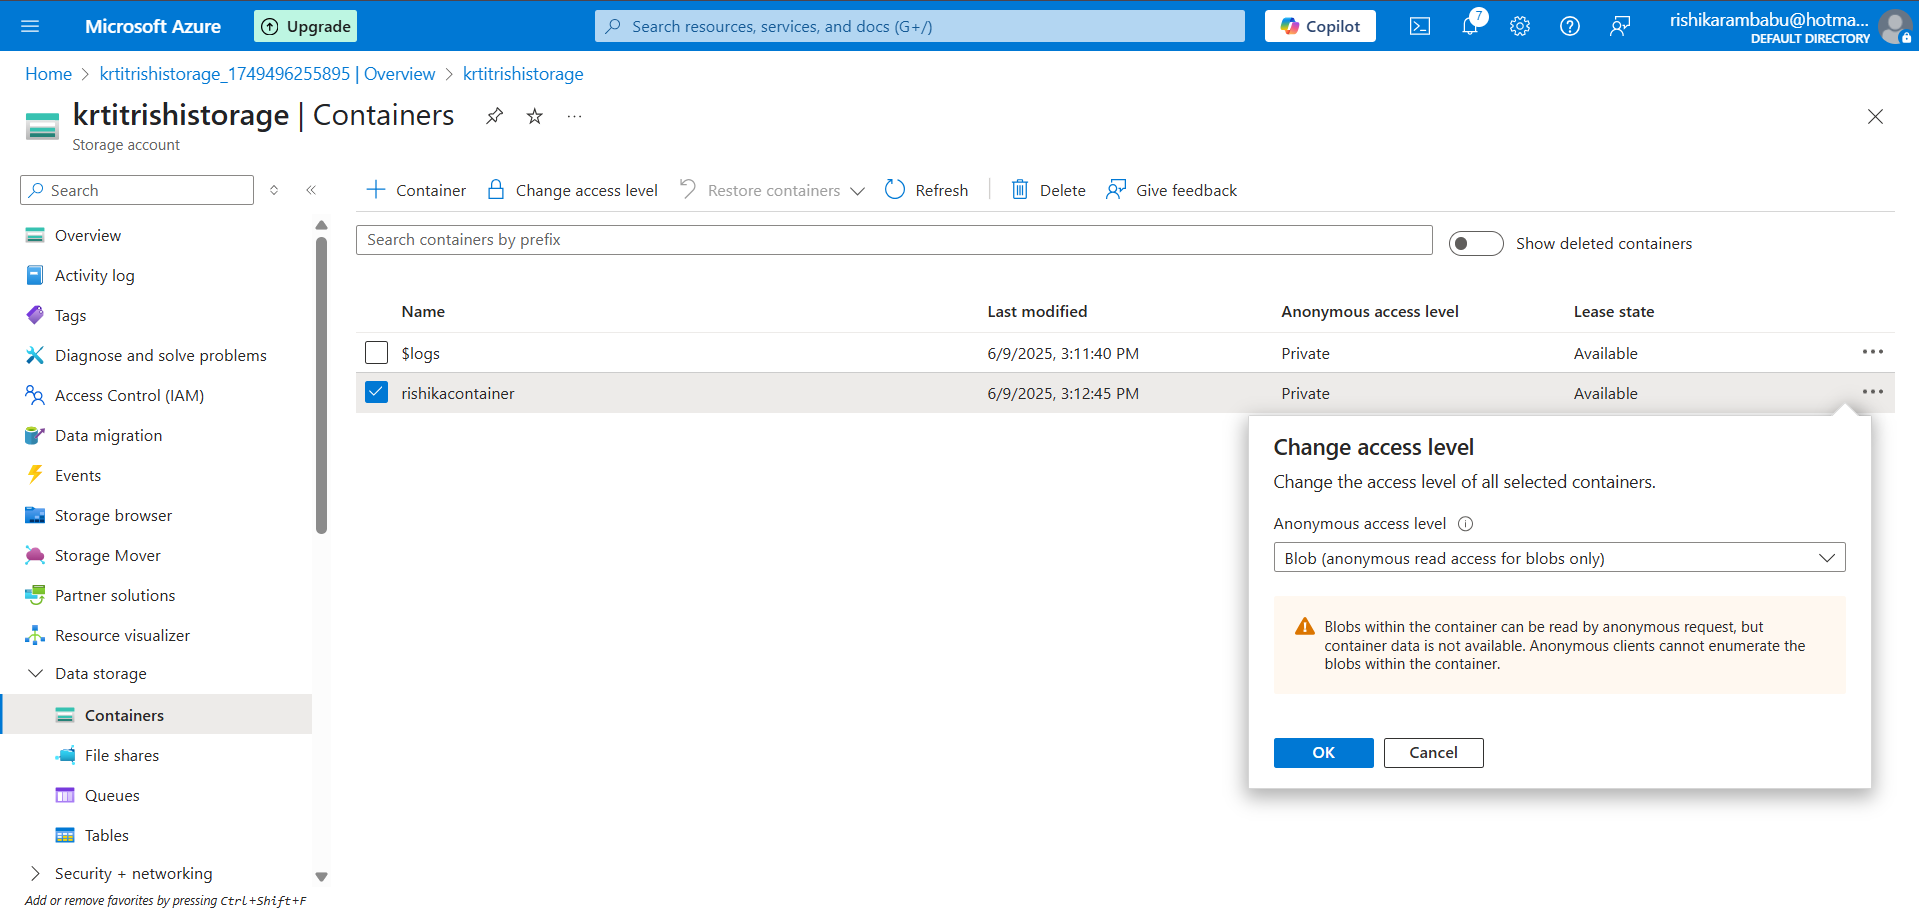 Microsoft Azure
Upgrade
Search resources, services, and docs (G+/)
Copilot
7
rishikarambabu@hotma...
DEFAULT DIRECTORY
Home > krtitrishistorage_1749496255895 | Overview > krtitrishistorage
krtitrishistorage | Containers
Storage account
Search
Container
Change access level
Restore containers
Refresh
Delete
Give feedback
Search containers by prefix
Show deleted containers
Overview
Activity log
Tags
Diagnose and solve problems
Access Control (IAM)
Data migration
Events
Storage browser
Storage Mover
Partner solutions
Resource visualizer
Data storage
Containers
File shares
Queues
Tables
Security + networking
Add or remove favorites by pressing Ctrl+Shift+F
Name Last modified Anonymous access level Lease state
$logs 6/9/2025, 3:11:40 PM Private Available
rishikacontainer 6/9/2025, 3:12:45 PM Private Available
Change access level
Change the access level of all selected containers.
Anonymous access level
Blob (anonymous read access for blobs only)
Blobs within the container can be read by anonymous request, but
container data is not available. Anonymous clients cannot enumerate the
blobs within the container.
OK
Cancel